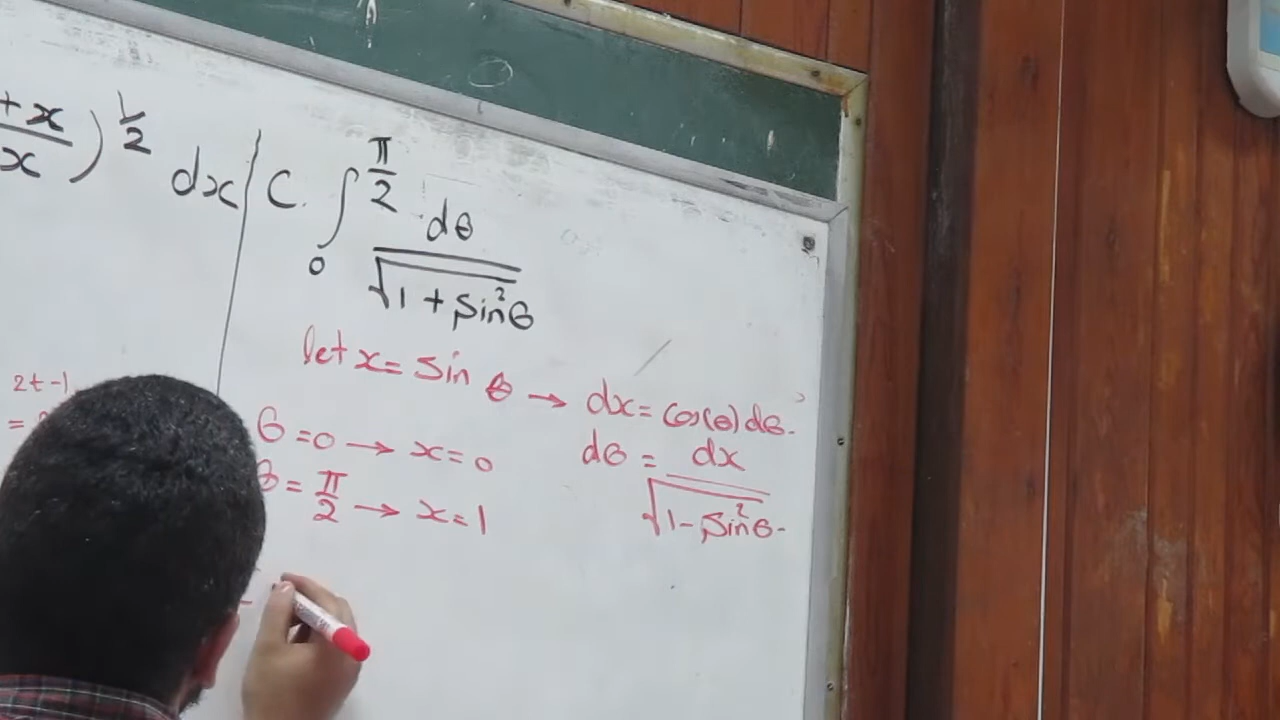 +x/x)^1/2 dx
C. ∫₀^π/2 dθ/√(1 + sin²θ)
let x = sin θ → dx = cos(θ) dθ.
2t-1
=
θ = 0 → x = 0
dθ = dx/√(1 - sin²θ)
θ = π/2 → x = 1